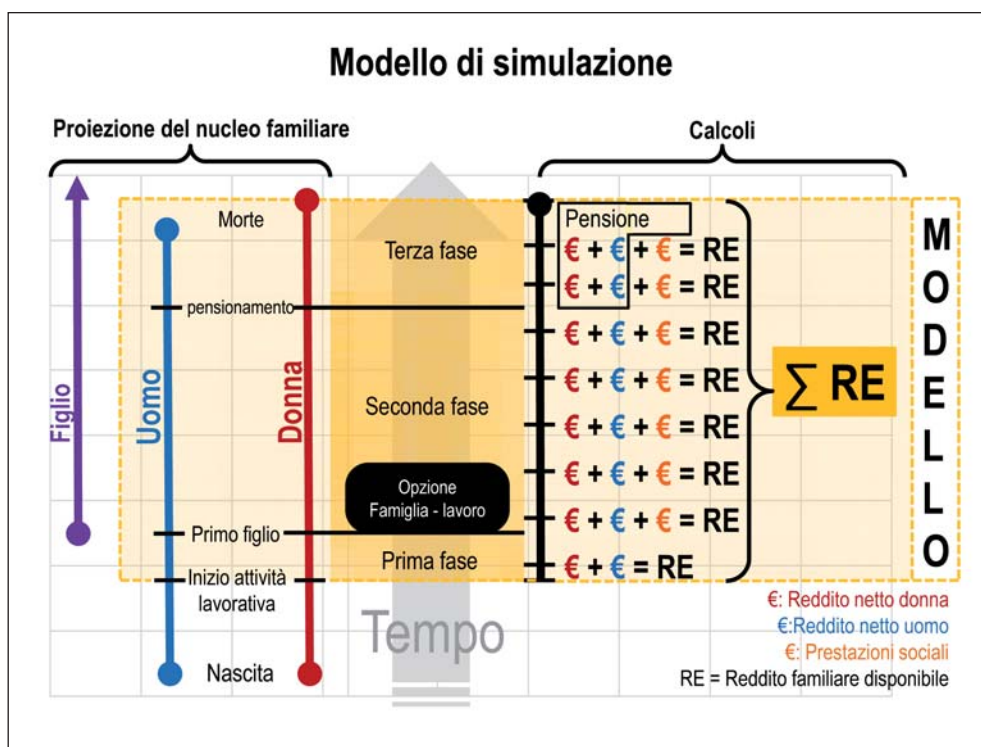 Modello di simulazione
Proiezione del nucleo familiare
Calcoli
Figlio
Uomo
Donna
Morte
pensionamento
Primo figlio
Inizio attività
lavorativa
Nascita
Terza fase
Seconda fase
Opzione
Famiglia - lavoro
Prima fase
Tempo
Pensione
€ + € + € = RE
€ + € + € = RE
€ + € + € = RE
€ + € + € = RE
€ + € + € = RE
€ + € + € = RE
€ + € + € = RE
€ + € = RE
∑ RE
MODELLO
€: Reddito netto donna
€:Reddito netto uomo
€: Prestazioni sociali
RE = Reddito familiare disponibile